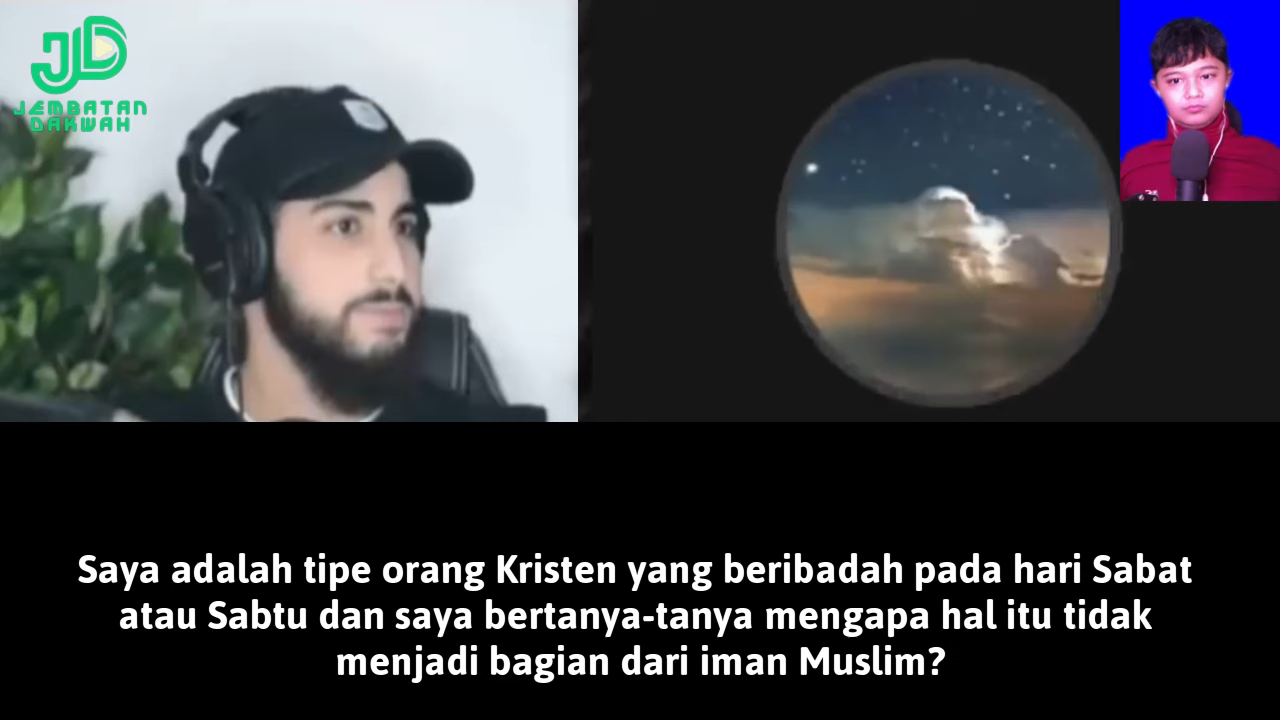 JEMBATAN
DAKWAH
Saya adalah tipe orang Kristen yang beribadah pada hari Sabat
atau Sabtu dan saya bertanya-tanya mengapa hal itu tidak
menjadi bagian dari iman Muslim?